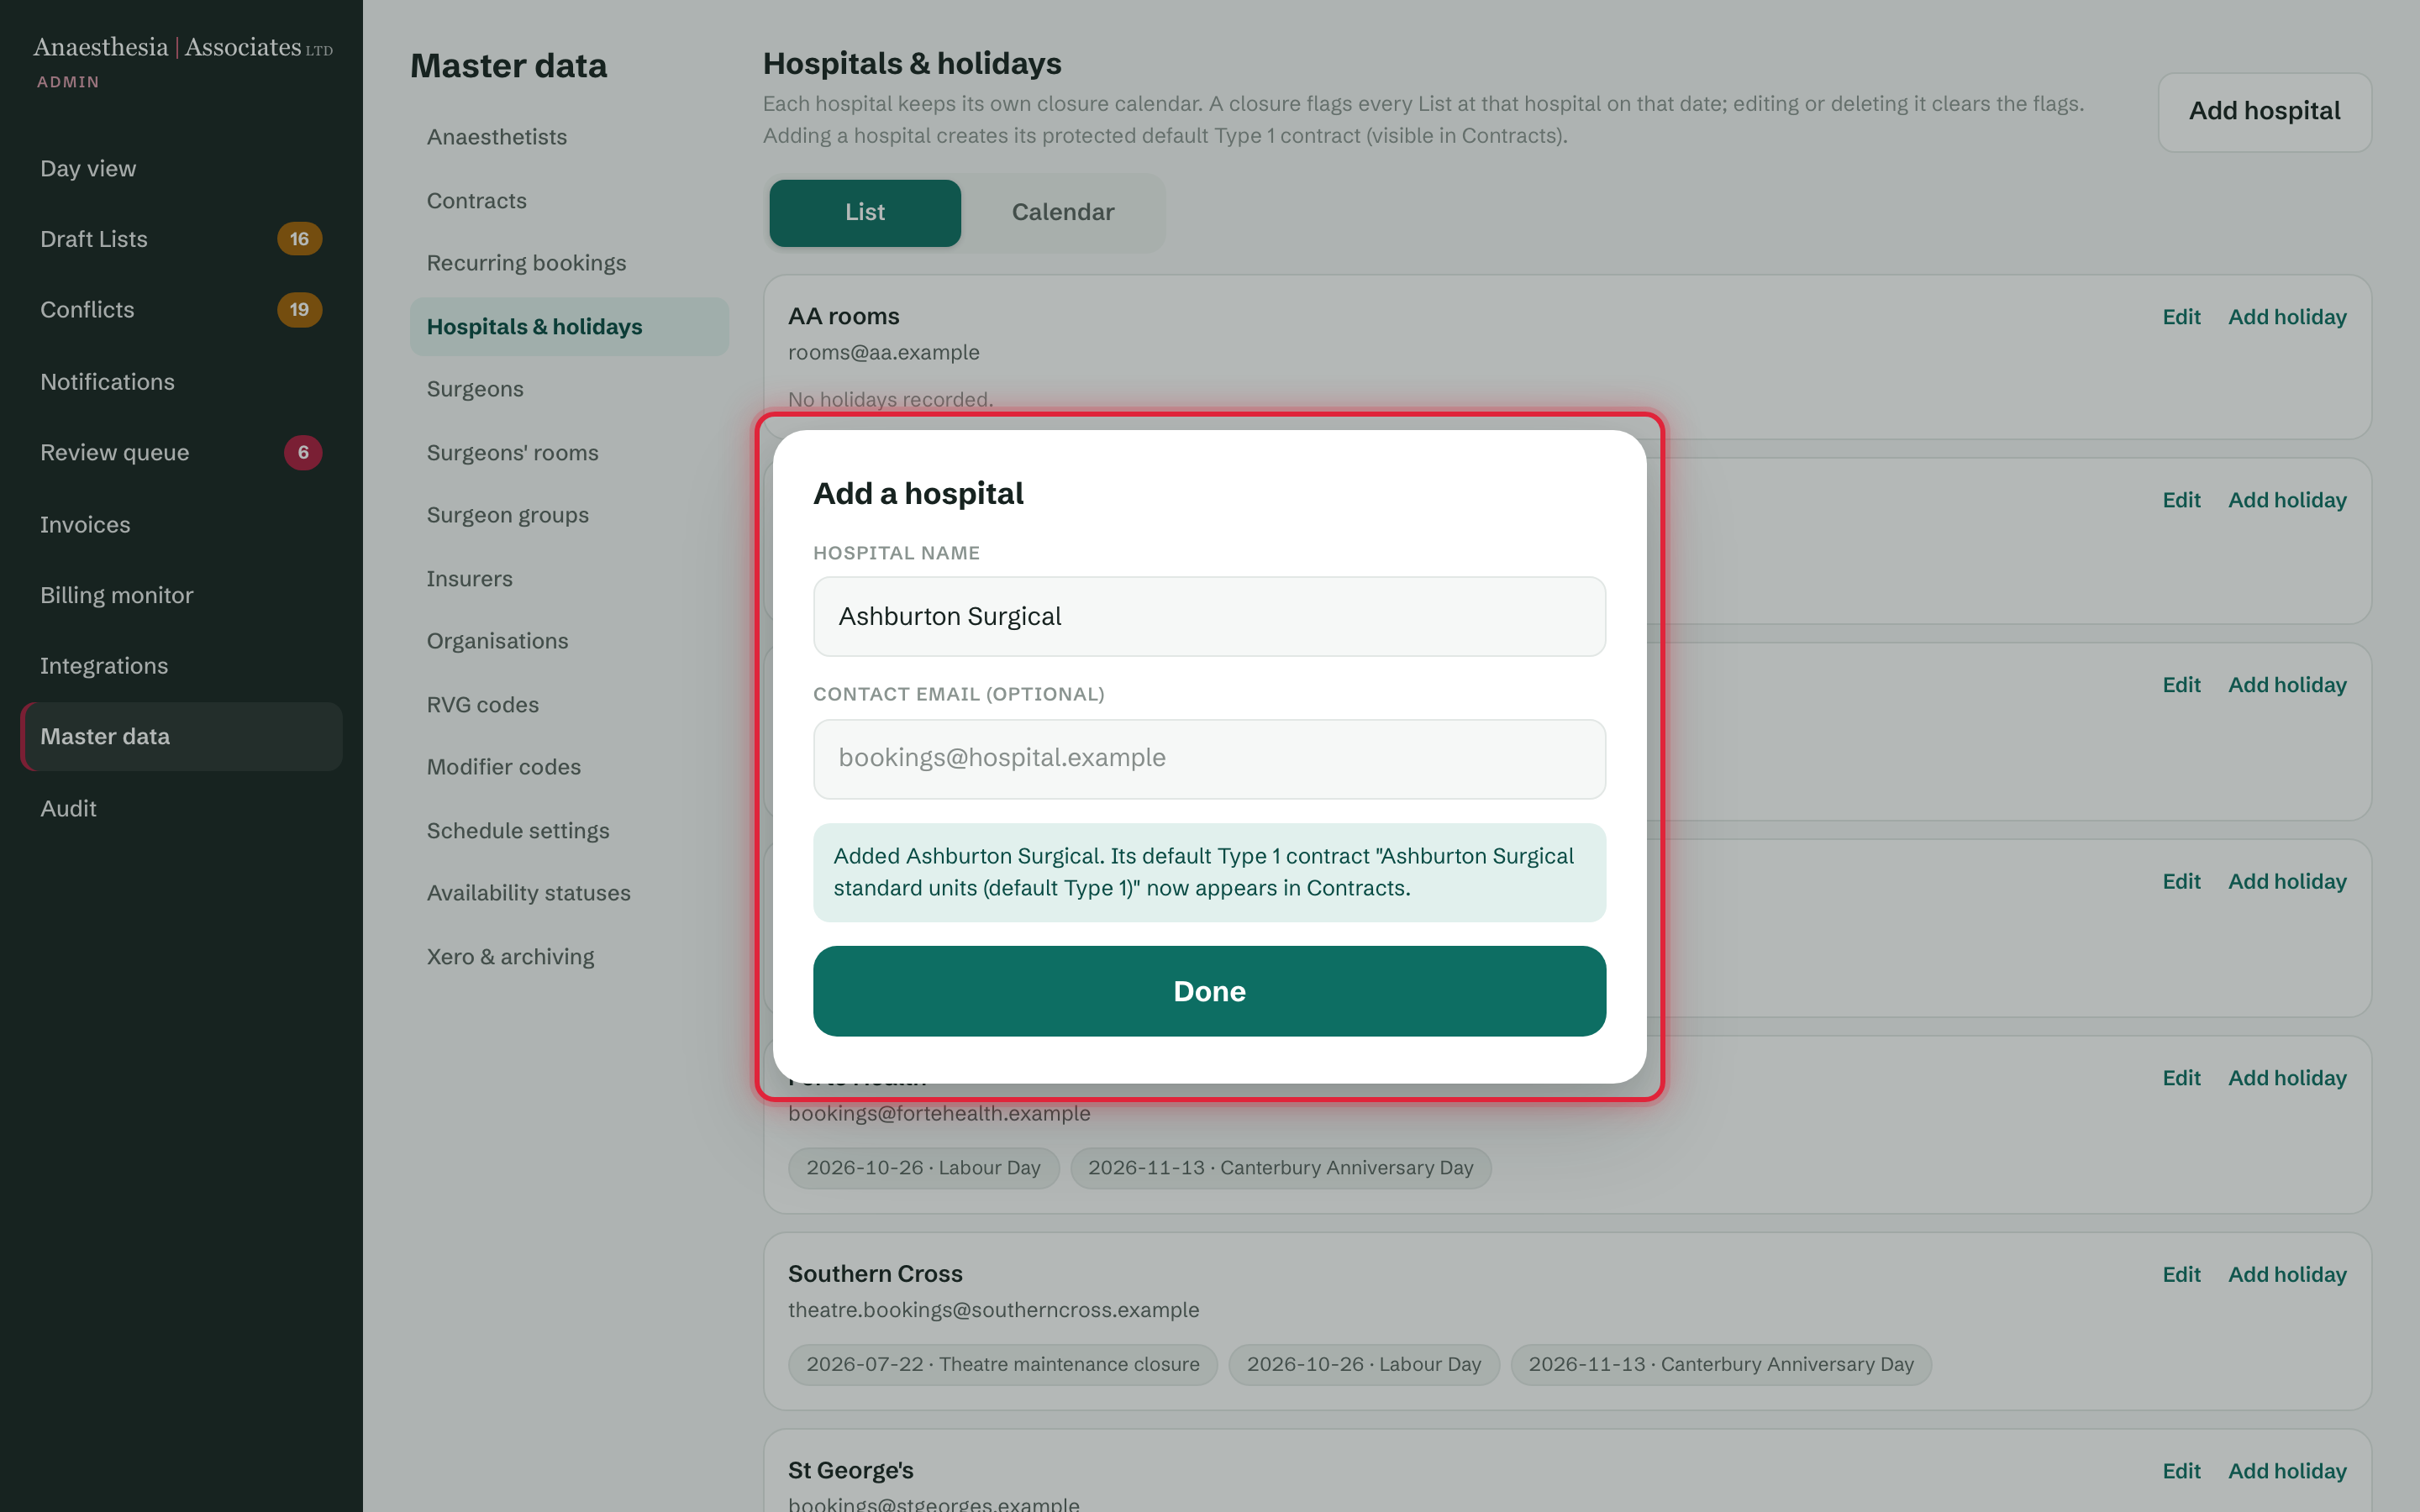 Anaesthesia | Associates LTD
ADMIN
Day view
Draft Lists 16
Conflicts 19
Notifications
Review queue 6
Invoices
Billing monitor
Integrations
Master data
Audit
Master data
Anaesthetists
Contracts
Recurring bookings
Hospitals & holidays
Surgeons
Surgeons' rooms
Surgeon groups
Insurers
Organisations
RVG codes
Modifier codes
Schedule settings
Availability statuses
Xero & archiving
Hospitals & holidays
Each hospital keeps its own closure calendar. A closure flags every List at that hospital on that date; editing or deleting it clears the flags.
Adding a hospital creates its protected default Type 1 contract (visible in Contracts).
Add hospital
List Calendar
AA rooms
Edit Add holiday
rooms@aa.example
No holidays recorded.
Edit Add holiday
Edit Add holiday
Edit Add holiday
Add a hospital
HOSPITAL NAME
Ashburton Surgical
CONTACT EMAIL (OPTIONAL)
bookings@hospital.example
Added Ashburton Surgical. Its default Type 1 contract "Ashburton Surgical
standard units (default Type 1)" now appears in Contracts.
Done
Edit Add holiday
bookings@fortehealth.example
2026-10-26 · Labour Day 2026-11-13 · Canterbury Anniversary Day
Southern Cross
Edit Add holiday
theatre.bookings@southerncross.example
2026-07-22 · Theatre maintenance closure 2026-10-26 · Labour Day 2026-11-13 · Canterbury Anniversary Day
St George's
Edit Add holiday
bookings@stgeorges.example